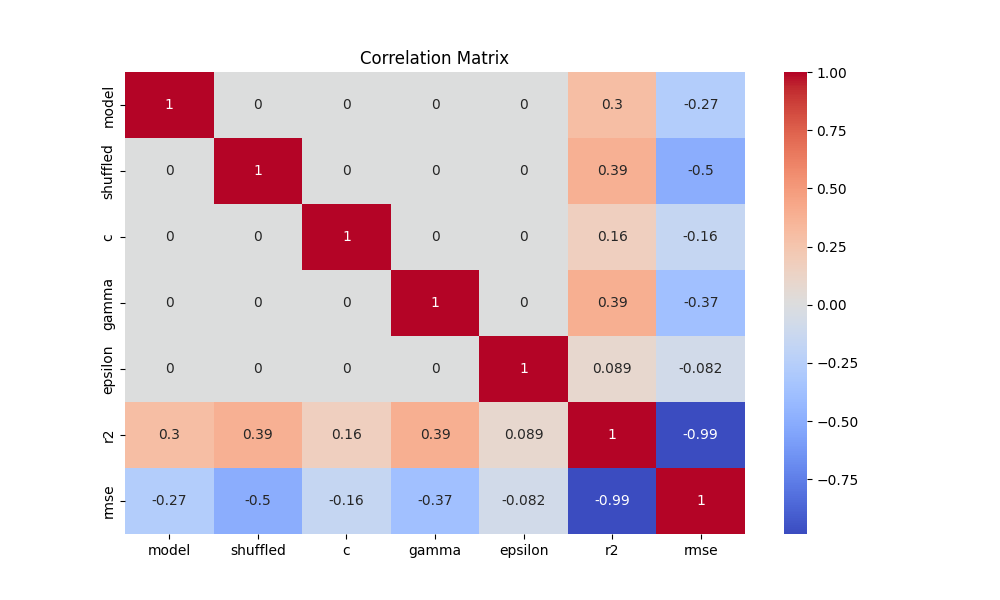 Correlation Matrix
model 1 0 0 0 0 0.3 -0.27
shuffled 0 1 0 0 0 0.39 -0.5
c 0 0 1 0 0 0.16 -0.16
gamma 0 0 0 1 0 0.39 -0.37
epsilon 0 0 0 0 1 0.089 -0.082
r2 0.3 0.39 0.16 0.39 0.089 1 -0.99
rmse -0.27 -0.5 -0.16 -0.37 -0.082 -0.99 1
model shuffled c gamma epsilon r2 rmse
1.00
0.75
0.50
0.25
0.00
−0.25
−0.50
−0.75